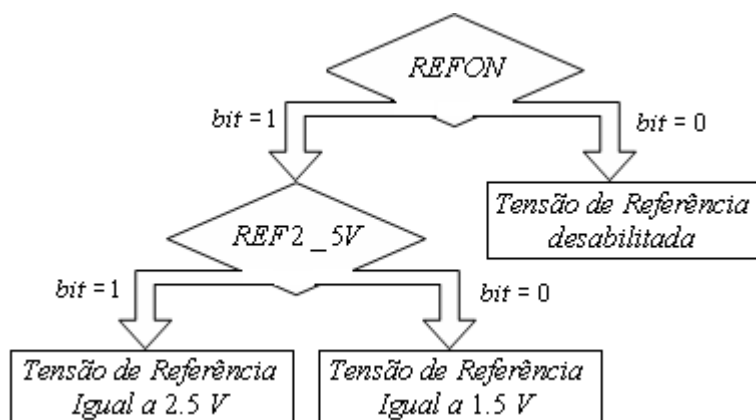 REFON
bit = 1
bit = 0
Tensão de Referência
desabilitada
REF2_5V
bit = 1
bit = 0
Tensão de Referência
Igual a 2.5 V
Tensão de Referência
Igual a 1.5 V